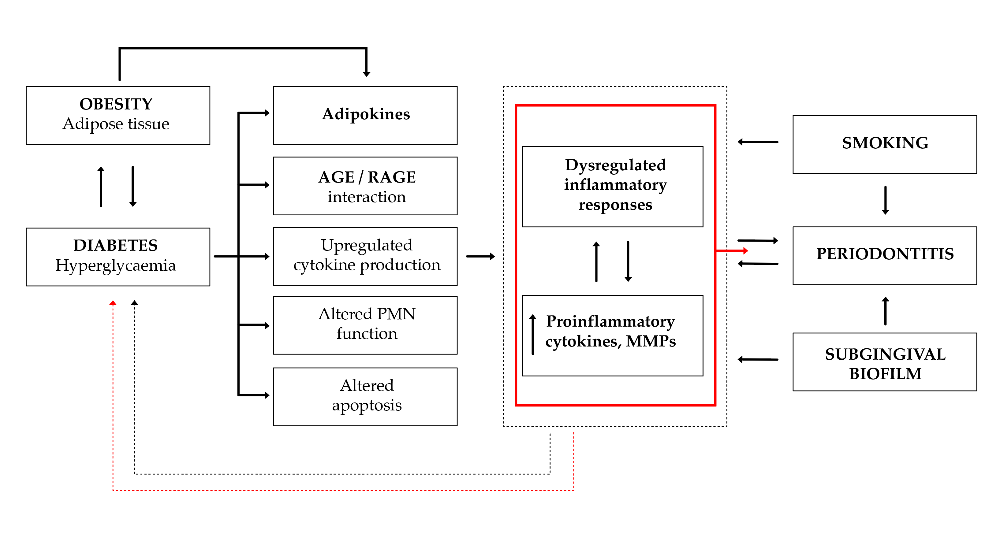 OBESITY
Adipose tissue
DIABETES
Hyperglycaemia
Adipokines
AGE / RAGE
interaction
Upregulated
cytokine production
Altered PMN
function
Altered
apoptosis
Dysregulated
inflammatory
responses
Proinflammatory
cytokines, MMPs
SMOKING
PERIODONTITIS
SUBGINGIVAL
BIOFILM